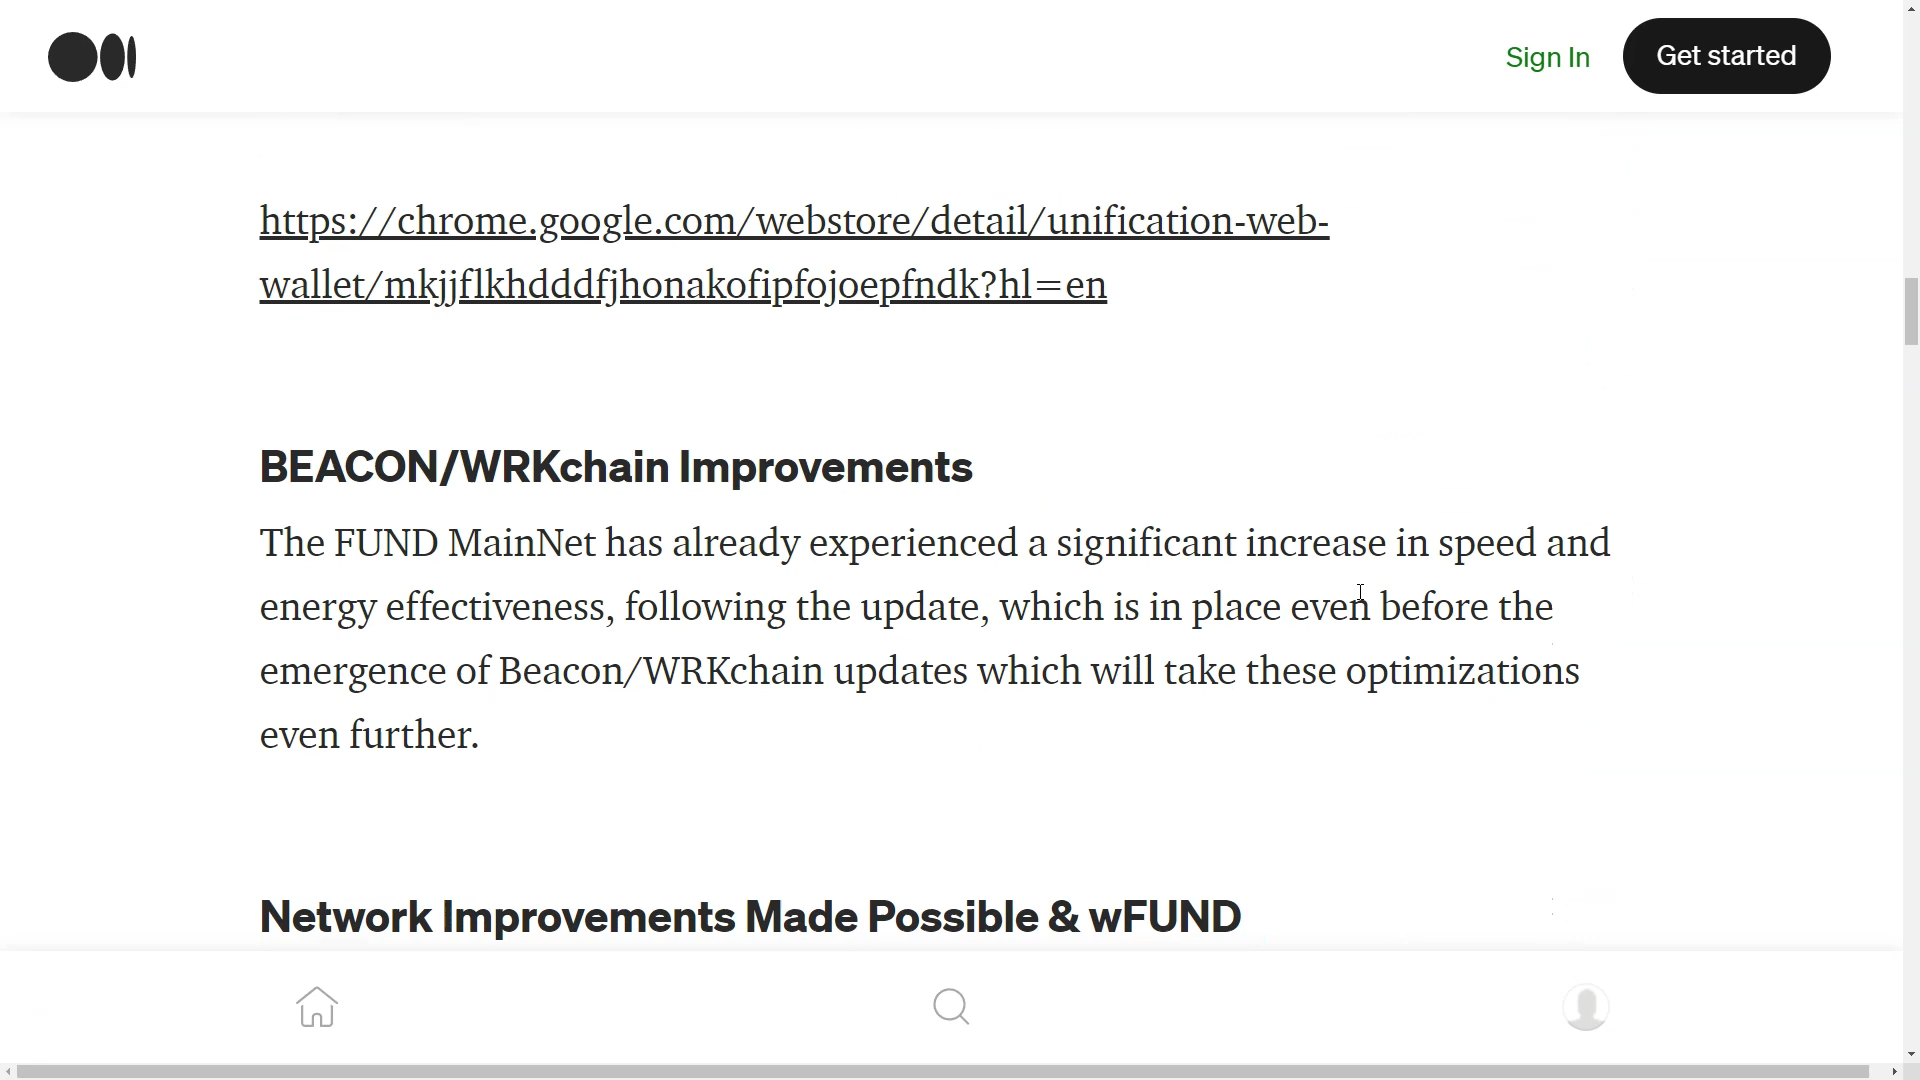 Sign In
Get started
https://chrome.google.com/webstore/detail/unification-web-
wallet/mkjjflkhdddfjhonakofipfojoepfndk?hl=en
BEACON/WRKchain Improvements
The FUND MainNet has already experienced a significant increase in speed and
energy effectiveness, following the update, which is in place even before the
emergence of Beacon/WRKchain updates which will take these optimizations
even further.
Network Improvements Made Possible & wFUND